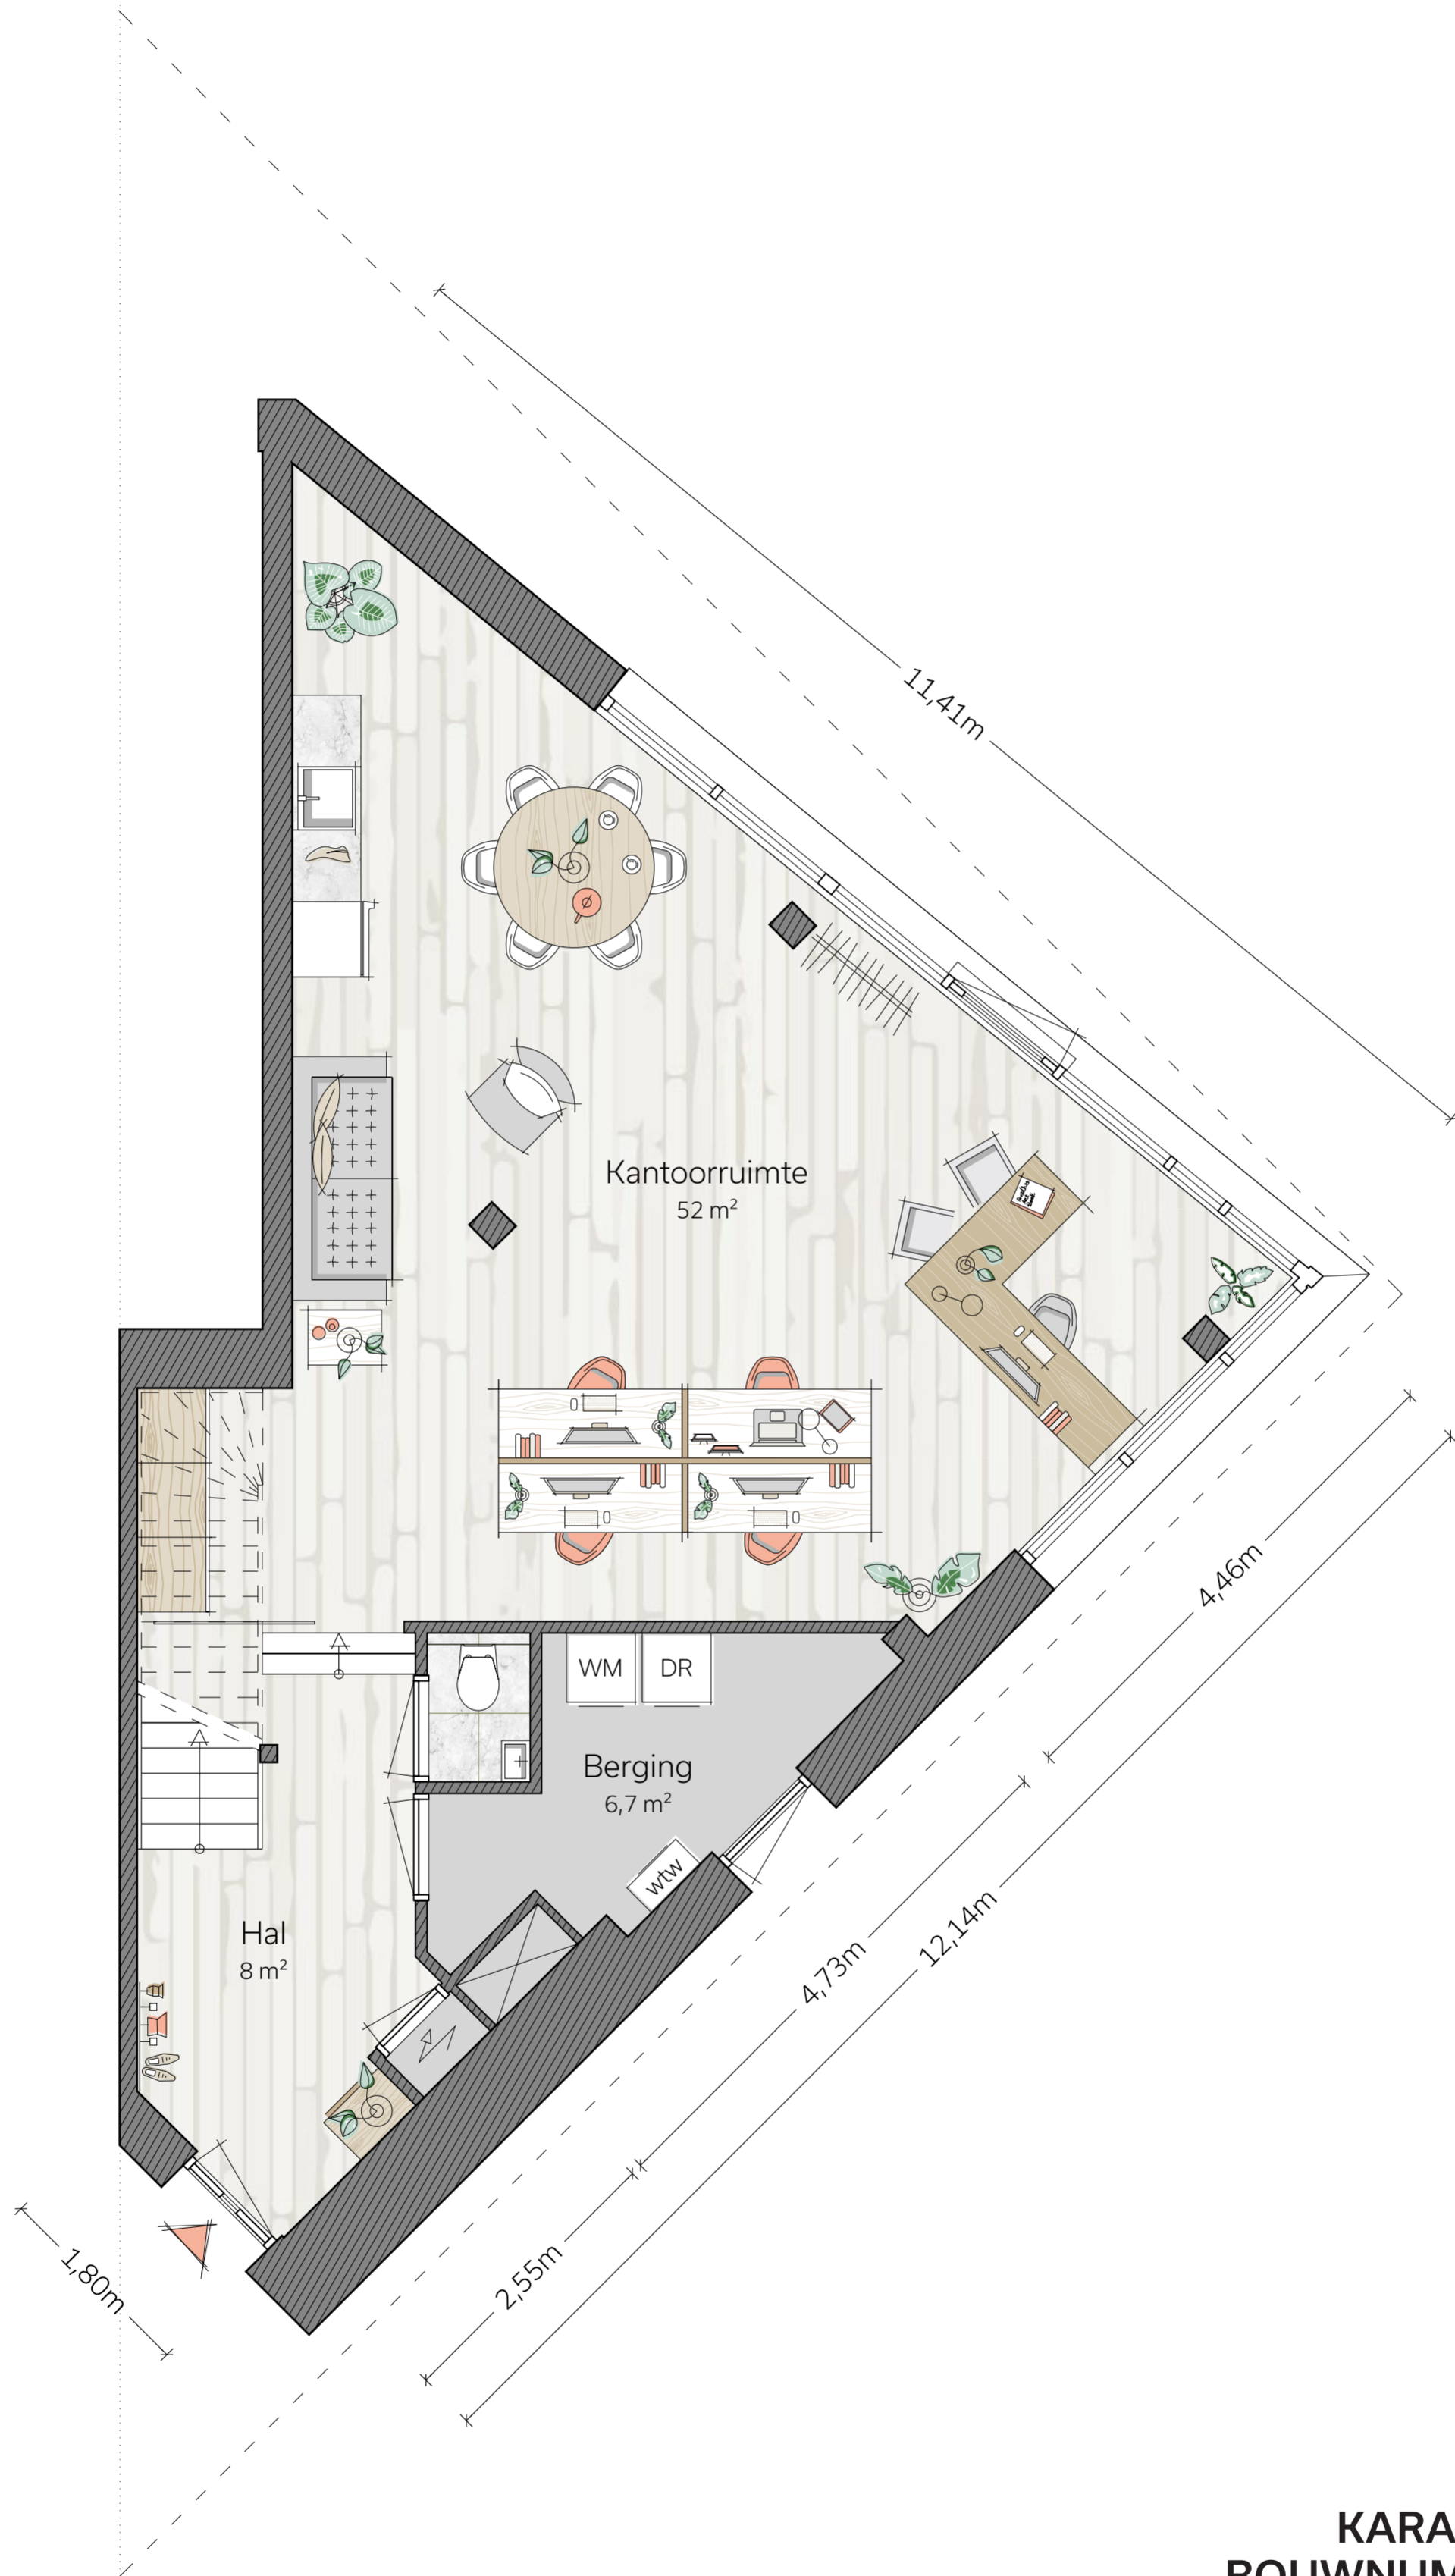 11,41m
Kantoorruimte
52 m²
4,46m
WM
DR
Berging
6,7 m²
wtw
12,14m
4,73m
Hal
8 m²
2,55m
1,80m
KARA
BOUWNUM